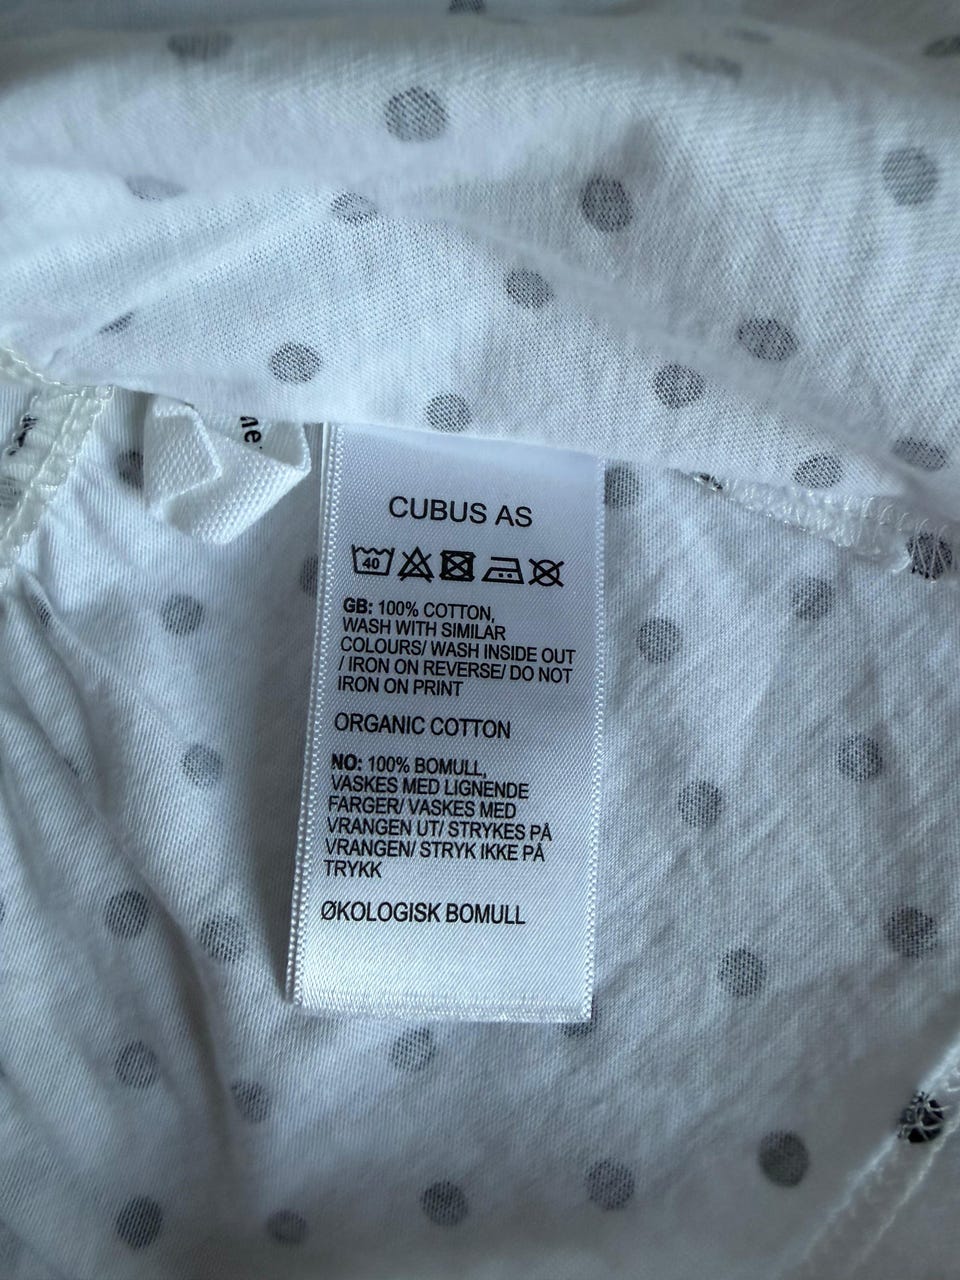 CUBUS AS
40
GB: 100% COTTON,
WASH WITH SIMILAR
COLOURS/ WASH INSIDE OUT
/ IRON ON REVERSE/ DO NOT
IRON ON PRINT
ORGANIC COTTON
NO: 100% BOMULL,
VASKES MED LIGNENDE
FARGER/ VASKES MED
VRANGEN UT/ STRYKES PÅ
VRANGEN/ STRYK IKKE PÅ
TRYKK
ØKOLOGISK BOMULL